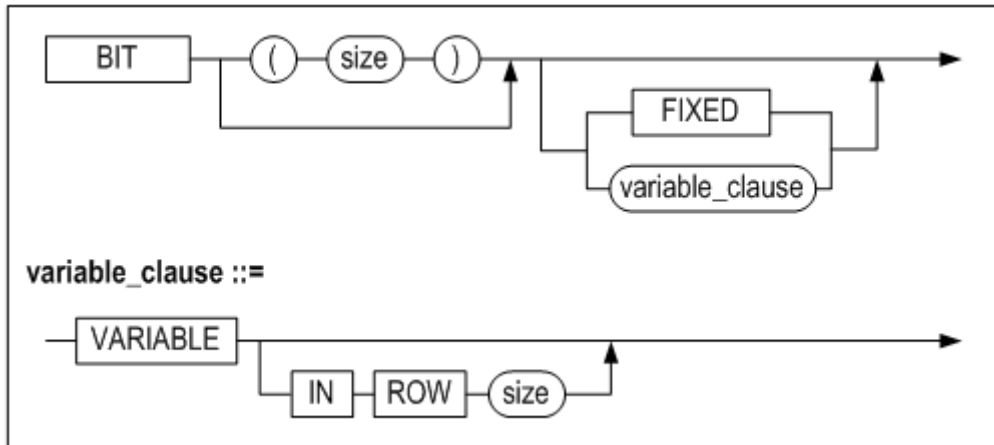 BIT ( size )
FIXED
variable_clause
variable_clause ::=
VARIABLE
IN ROW size